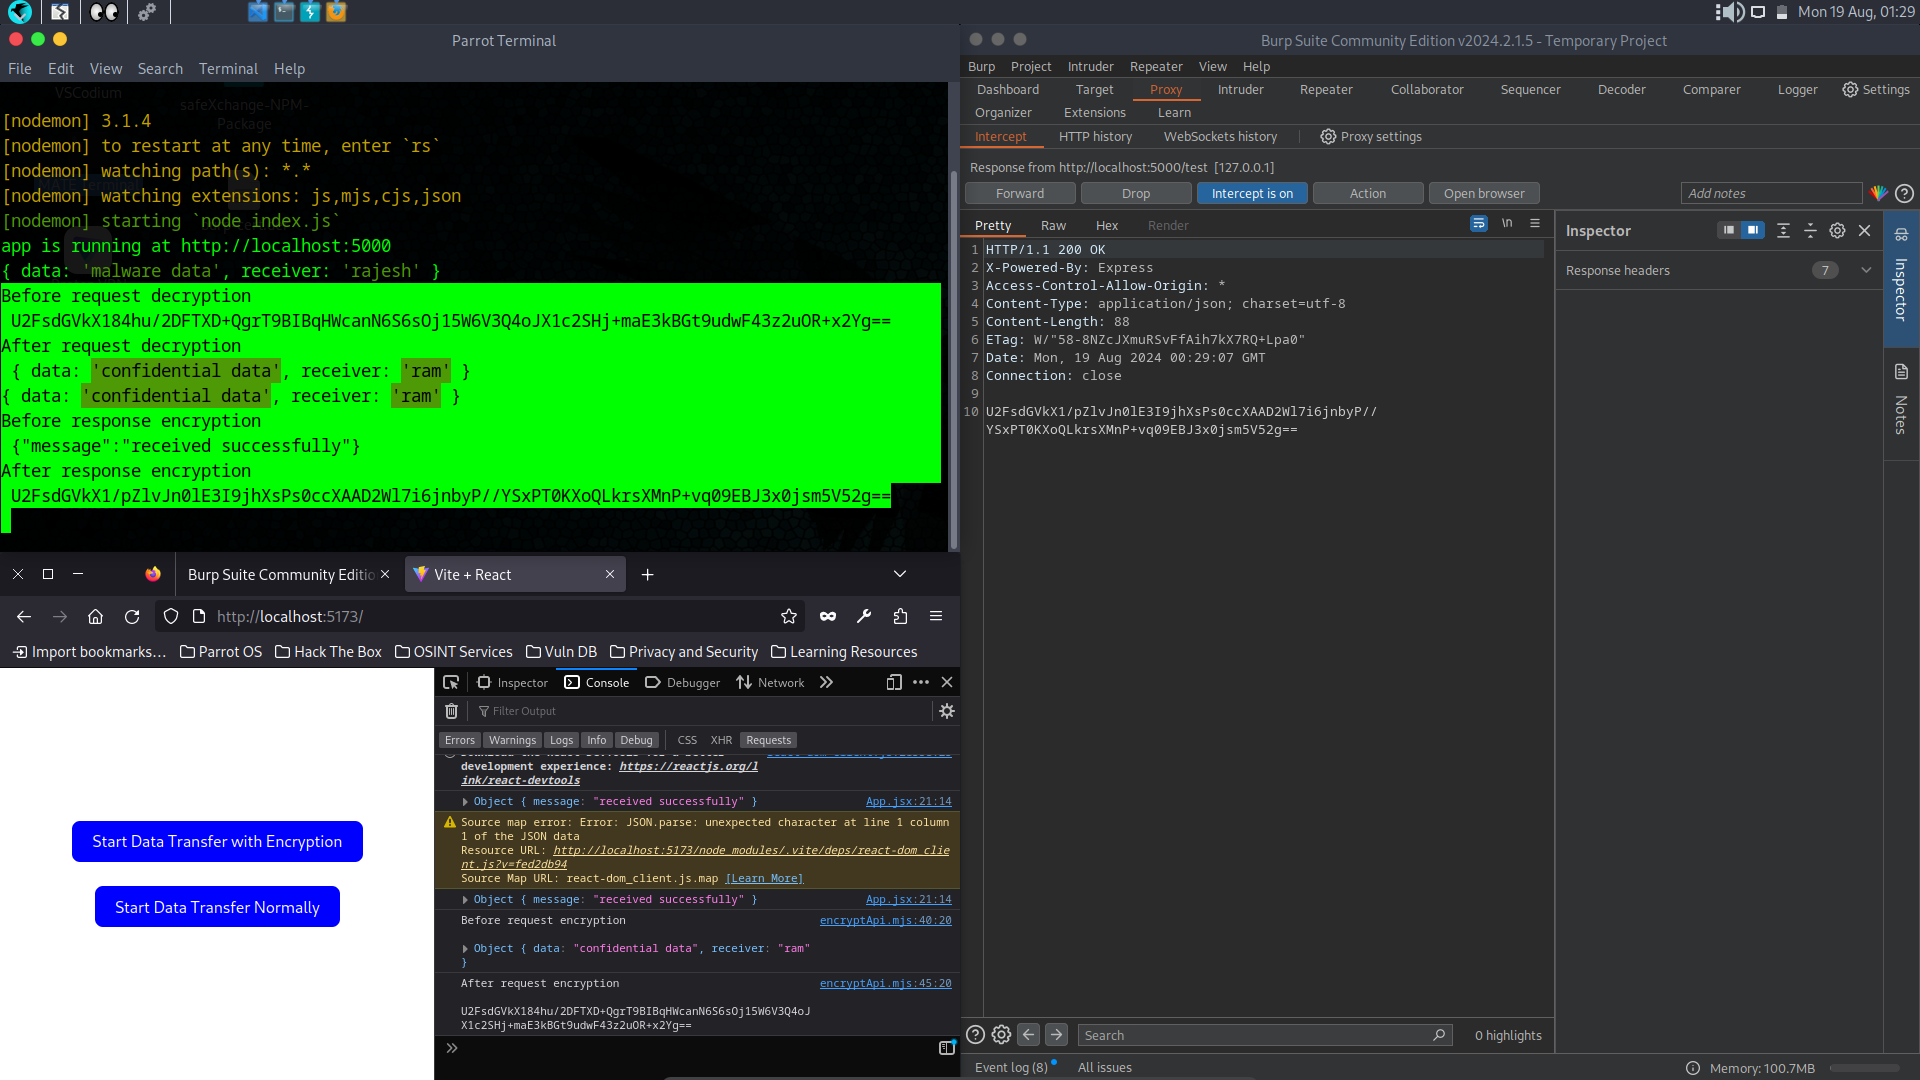 Mon 19 Aug, 01:29
Parrot Terminal
File Edit View Search Terminal Help
VSCodium
safeXchange-NPM-
Package
[nodemon] 3.1.4
[nodemon] to restart at any time, enter `rs`
[nodemon] watching path(s): *.*
[nodemon] watching extensions: js,mjs,cjs,json
[nodemon] starting `node index.js`
app is running at http://localhost:5000
{ data: 'malware data', receiver: 'rajesh' }
Before request decryption
U2FsdGVkX184hu/2DFTXD+QgrT9BIBqHWcanN6S6sOj15W6V3Q4oJX1c2SHj+maE3kBGt9udwF43z2uOR+x2Yg==
After request decryption
{ data: 'confidential data', receiver: 'ram' }
{ data: 'confidential data', receiver: 'ram' }
Before response encryption
{"message":"received successfully"}
After response encryption
U2FsdGVkX1/pZlvJn0lE3I9jhXsPs0ccXAAD2Wl7i6jnbyP//YSxPT0KXoQLkrsXMnP+vq09EBJ3x0jsm5V52g==
Burp Suite Community Editio
Vite + React
http://localhost:5173/
Import bookmarks… Parrot OS Hack The Box OSINT Services Vuln DB Privacy and Security Learning Resources
Start Data Transfer with Encryption
Start Data Transfer Normally
Inspector Console Debugger Network
Filter Output
Errors Warnings Logs Info Debug CSS XHR Requests
development experience: https://reactjs.org/l
ink/react-devtools
Object { message: "received successfully" } App.jsx:21:14
Source map error: Error: JSON.parse: unexpected character at line 1 column
1 of the JSON data
Resource URL: http://localhost:5173/node_modules/.vite/deps/react-dom_clie
nt.js?v=fed2db94
Source Map URL: react-dom_client.js.map [Learn More]
Object { message: "received successfully" } App.jsx:21:14
Before request encryption encryptApi.mjs:40:20
Object { data: "confidential data", receiver: "ram"
}
After request encryption encryptApi.mjs:45:20
U2FsdGVkX184hu/2DFTXD+QgrT9BIBqHWcanN6S6sOj15W6V3Q4oJ
X1c2SHj+maE3kBGt9udwF43z2uOR+x2Yg==
Burp Suite Community Edition v2024.2.1.5 - Temporary Project
Burp Project Intruder Repeater View Help
Dashboard Target Proxy Intruder Repeater Collaborator Sequencer Decoder Comparer Logger Settings
Organizer Extensions Learn
Intercept HTTP history WebSockets history Proxy settings
Response from http://localhost:5000/test [127.0.0.1]
Forward Drop Intercept is on Action Open browser Add notes
Pretty Raw Hex Render \n
1 HTTP/1.1 200 OK
2 X-Powered-By: Express
3 Access-Control-Allow-Origin: *
4 Content-Type: application/json; charset=utf-8
5 Content-Length: 88
6 ETag: W/"58-8NZcJXmuRSvFfAih7kX7RQ+Lpa0"
7 Date: Mon, 19 Aug 2024 00:29:07 GMT
8 Connection: close
9
10 U2FsdGVkX1/pZlvJn0lE3I9jhXsPs0ccXAAD2Wl7i6jnbyP//
YSxPT0KXoQLkrsXMnP+vq09EBJ3x0jsm5V52g==
Inspector
Response headers 7
Inspector
Notes
Search 0 highlights
Event log (8) All issues Memory: 100.7MB